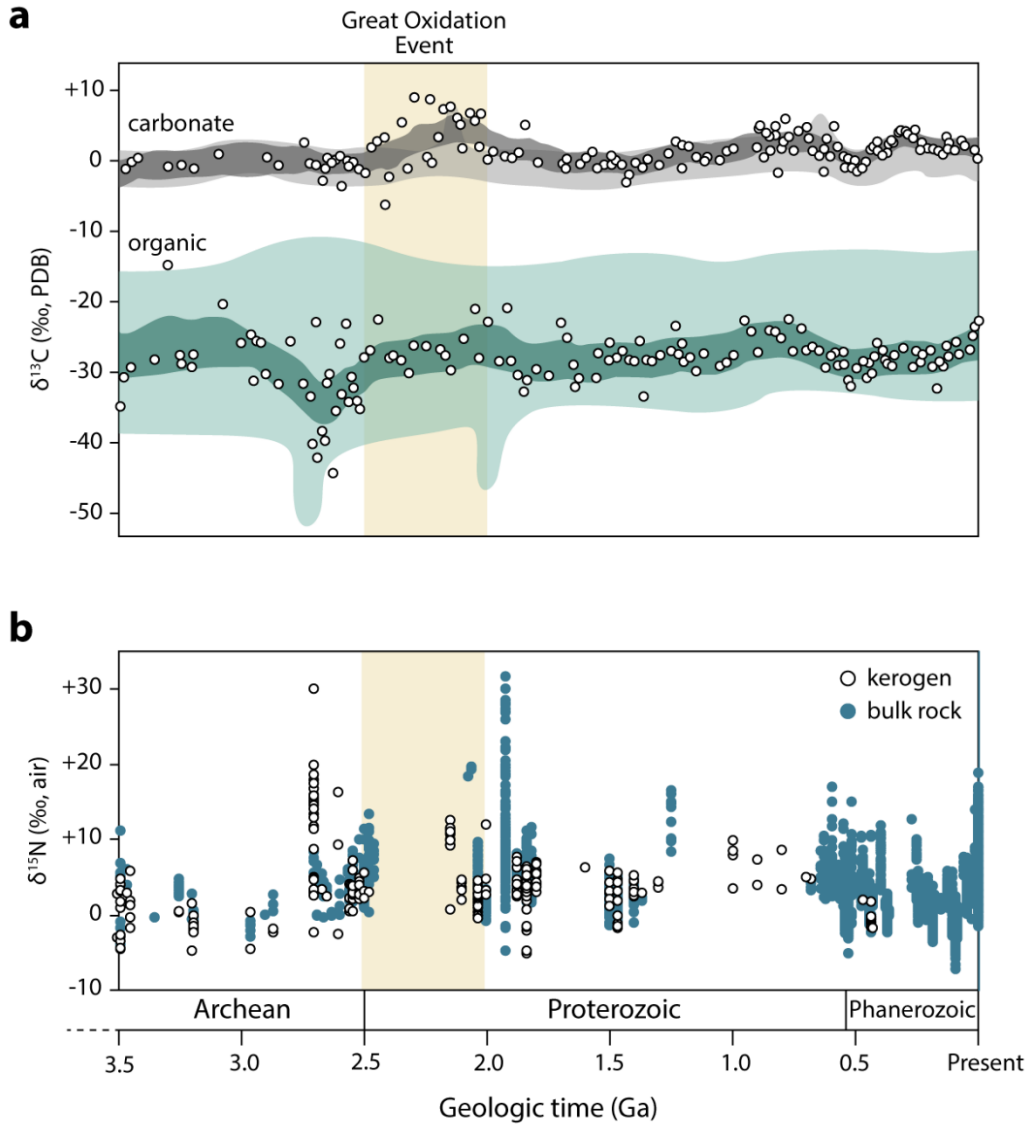 a
Great Oxidation
Event
+10
carbonate
0
-10
organic
-20
-30
-40
-50
δ¹³C (‰, PDB)
b
+30
+20
+10
0
-10
δ¹⁵N (‰, air)
kerogen
bulk rock
Archean
Proterozoic
Phanerozoic
3.5
3.0
2.5
2.0
1.5
1.0
0.5
Present
Geologic time (Ga)